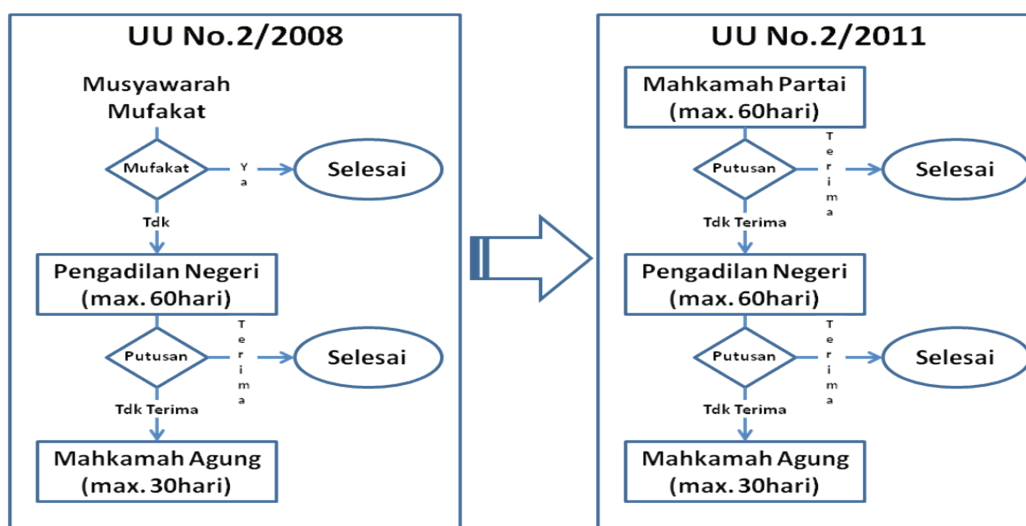 UU No.2/2008
Musyawarah
Mufakat
Mufakat
Ya
Selesai
Tdk
Pengadilan Negeri
(max. 60hari)
Putusan
Terima
Selesai
Tdk Terima
Mahkamah Agung
(max. 30hari)
UU No.2/2011
Mahkamah Partai
(max. 60hari)
Putusan
Terima
Selesai
Tdk Terima
Pengadilan Negeri
(max. 60hari)
Putusan
Terima
Selesai
Tdk Terima
Mahkamah Agung
(max. 30hari)